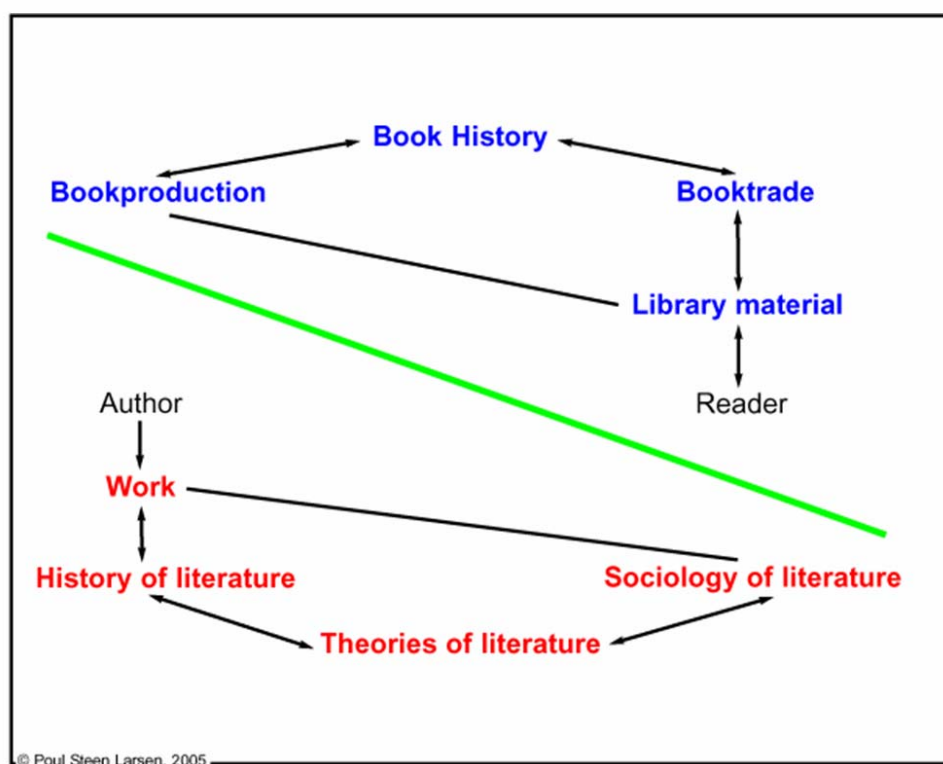 Book History
Bookproduction
Booktrade
Library material
Author
Reader
Work
History of literature
Sociology of literature
Theories of literature
© Poul Steen Larsen, 2005